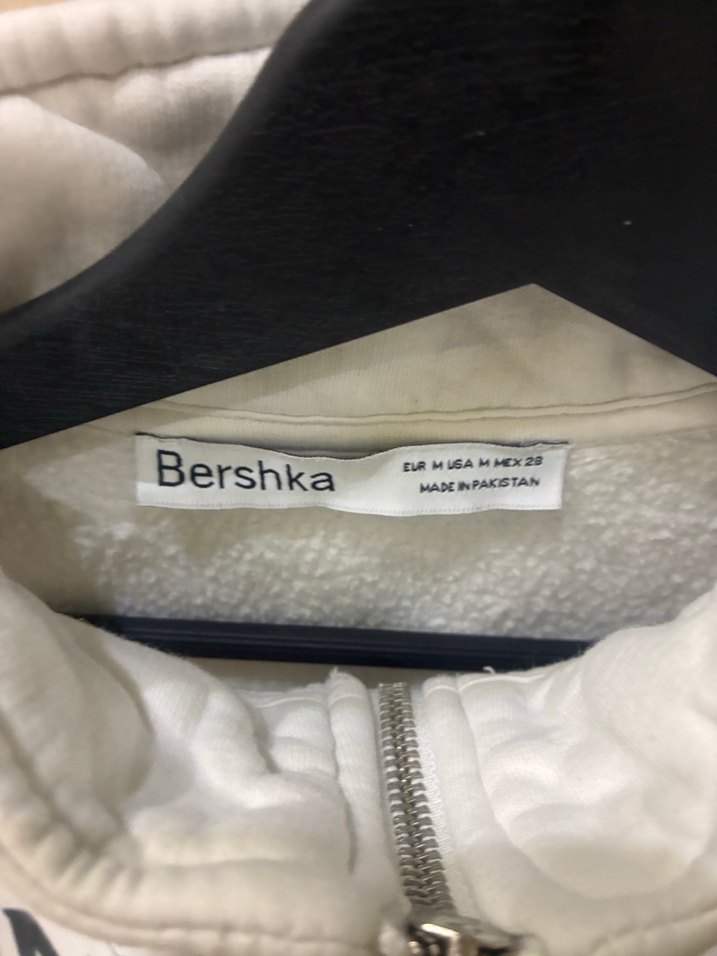 Bershka
EUR M USA M MEX 28
MADE IN PAKISTAN